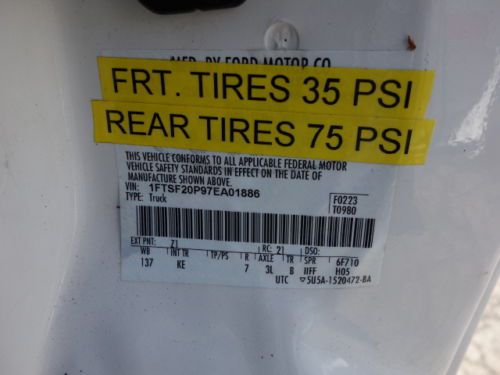 MFD. BY FORD MOTOR CO.
FRT. TIRES 35 PSI
REAR TIRES 75 PSI
THIS VEHICLE CONFORMS TO ALL APPLICABLE FEDERAL MOTOR
VEHICLE SAFETY STANDARDS IN EFFECT ON THE DATE OF
MANUFACTURE SHOWN ABOVE.
VIN: 1FTSF20P97EA01886
TYPE: Truck
F0223
T0980
EXT PNT: Z1 RC: 21 DSO:
WB INT TR TP/PS R AXLE TR SPR 6F710
137 KE 7 3L B IIFF H05
UTC ▽5U5A-1520472-BA